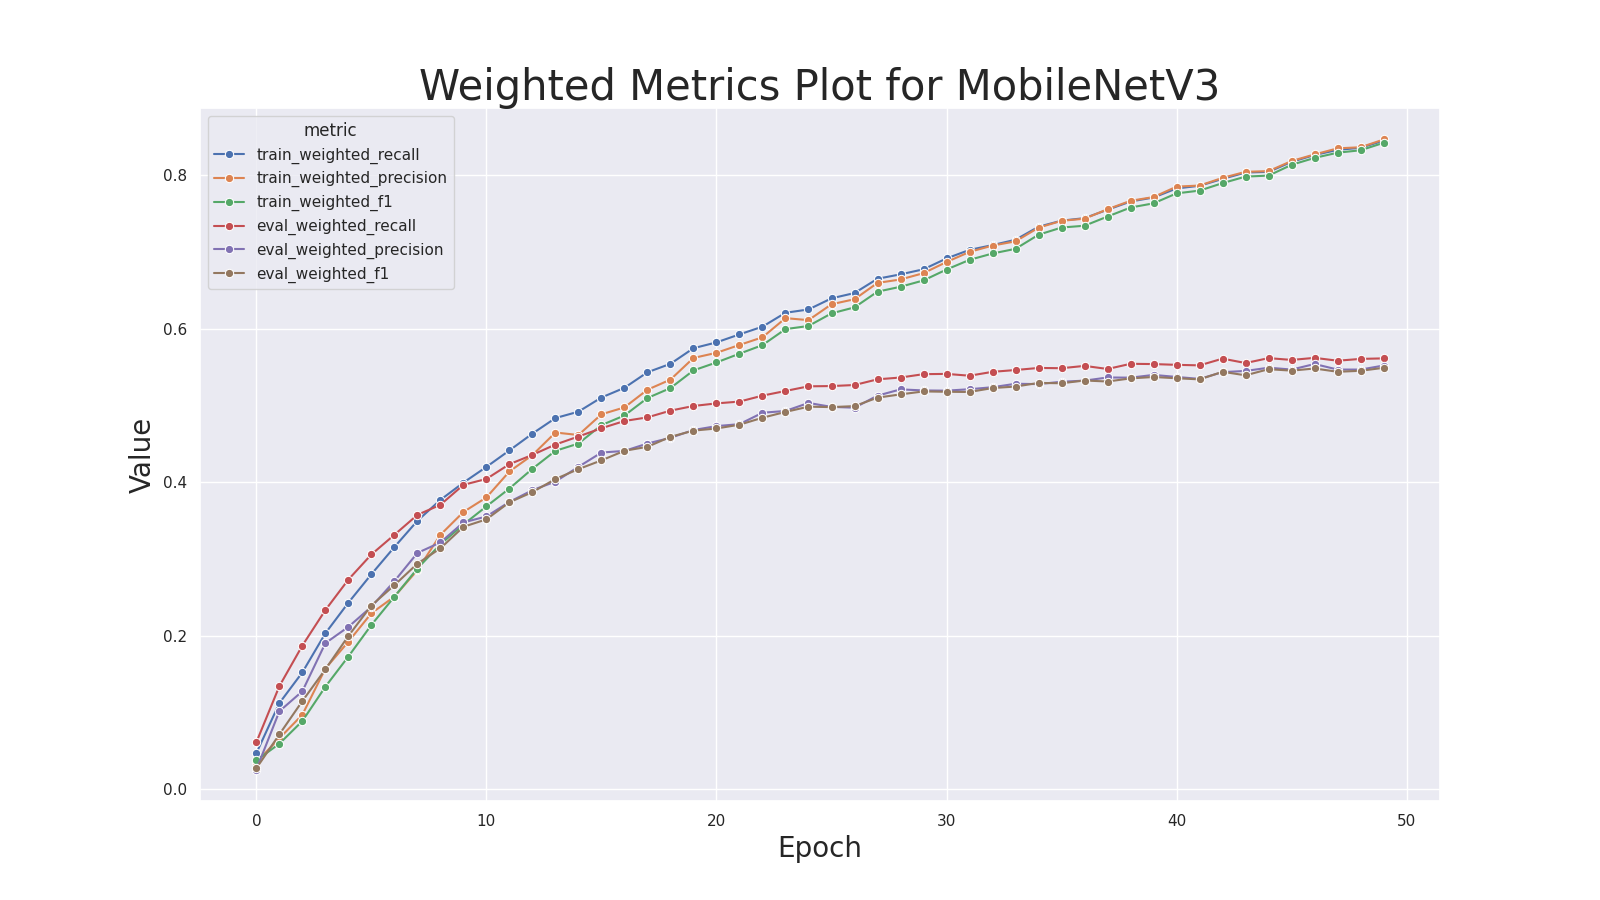 Weighted Metrics Plot for MobileNetV3
metric
train_weighted_recall
train_weighted_precision
train_weighted_f1
eval_weighted_recall
eval_weighted_precision
eval_weighted_f1
0.8
0.6
0.4
0.2
0.0
Value
0 10 20 30 40 50
Epoch